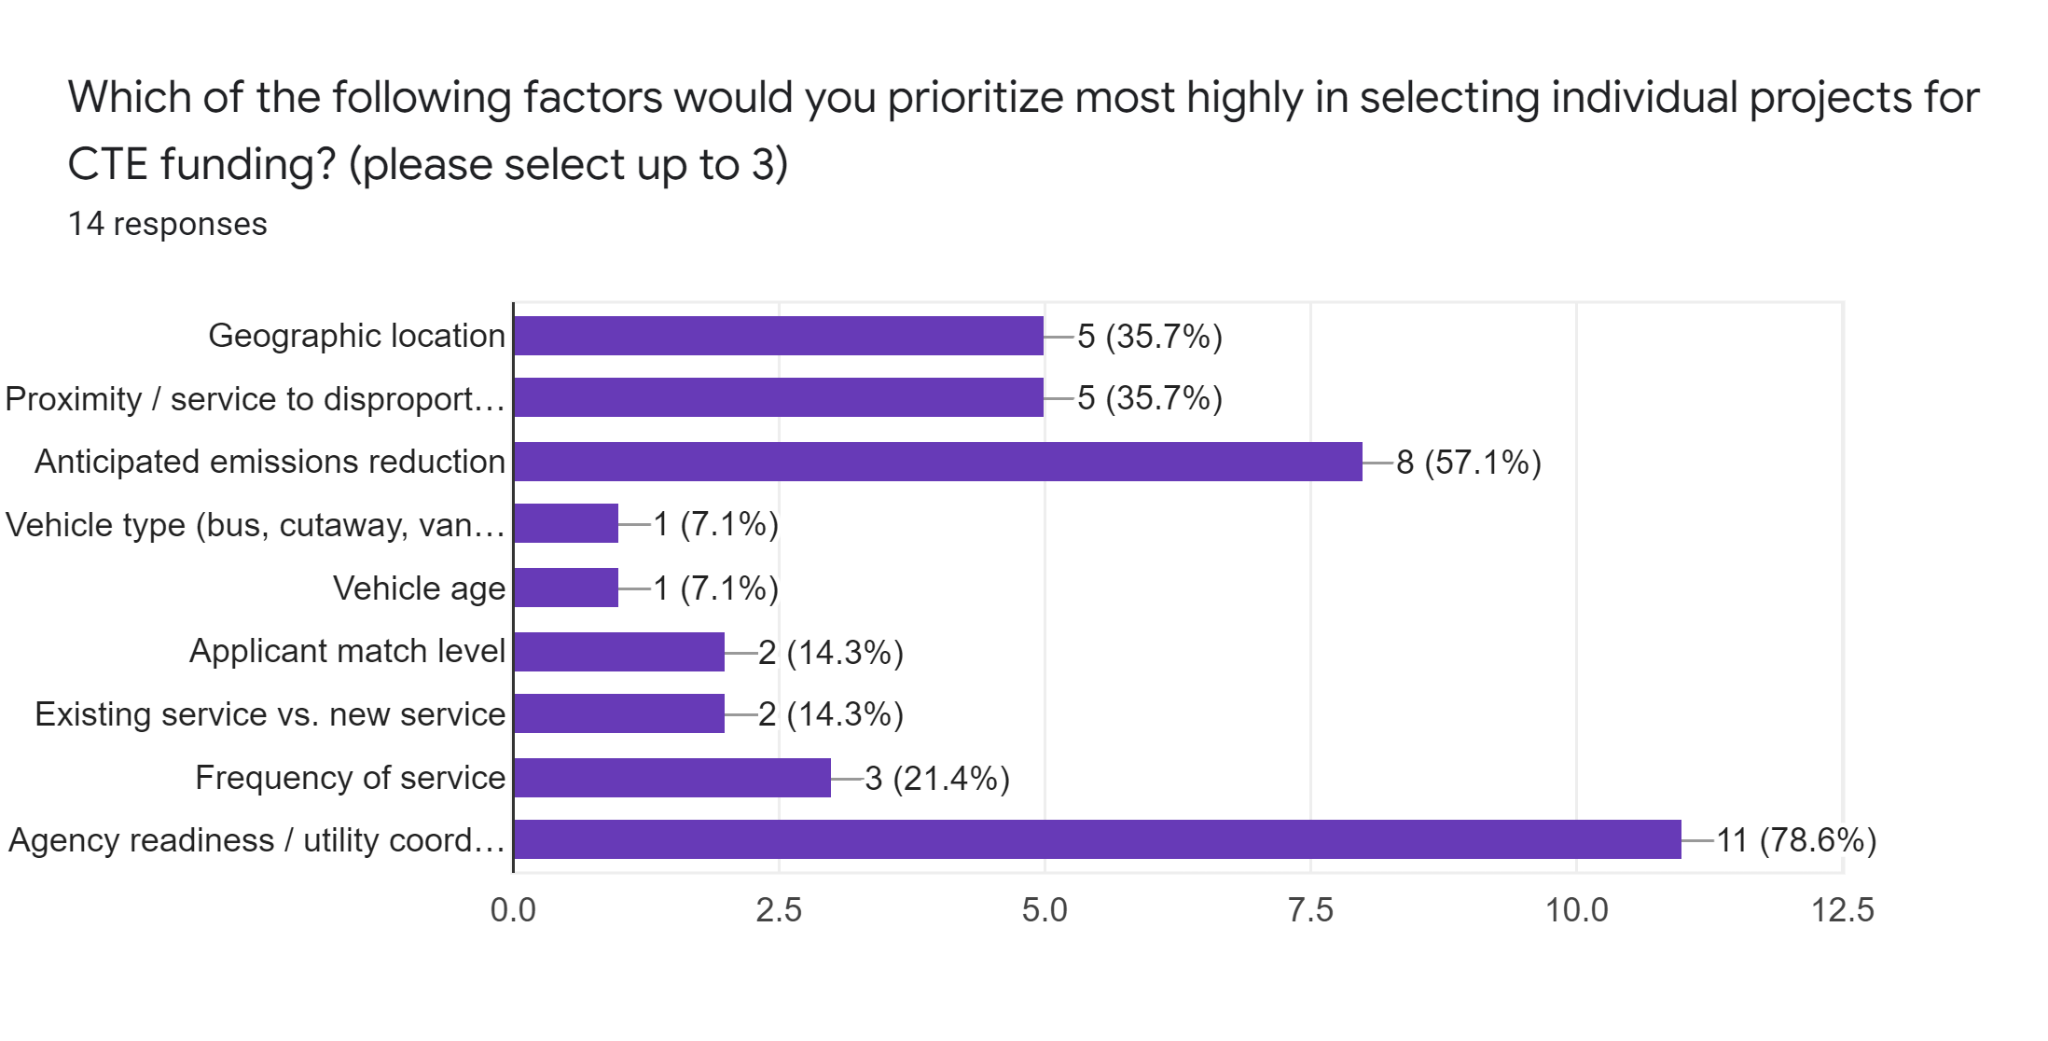 Which of the following factors would you prioritize most highly in selecting individual projects for
CTE funding? (please select up to 3)
14 responses
Geographic location 5 (35.7%)
Proximity / service to disproport… 5 (35.7%)
Anticipated emissions reduction 8 (57.1%)
Vehicle type (bus, cutaway, van… 1 (7.1%)
Vehicle age 1 (7.1%)
Applicant match level 2 (14.3%)
Existing service vs. new service 2 (14.3%)
Frequency of service 3 (21.4%)
Agency readiness / utility coord… 11 (78.6%)
0.0 2.5 5.0 7.5 10.0 12.5